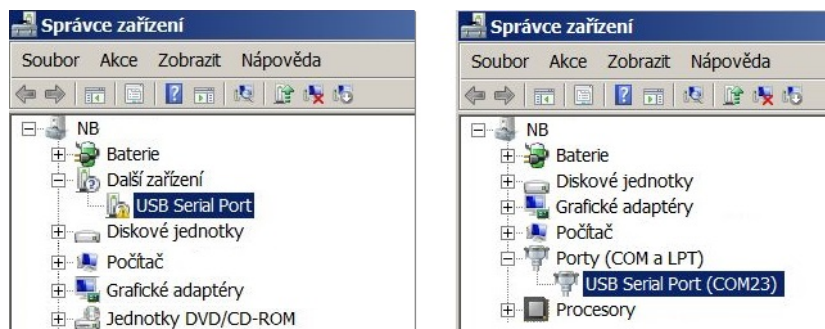 Správce zařízení
Soubor Akce Zobrazit Nápověda
NB
Baterie
Další zařízení
USB Serial Port
Diskové jednotky
Počítač
Grafické adaptéry
Jednotky DVD/CD-ROM
Správce zařízení
Soubor Akce Zobrazit Nápověda
NB
Baterie
Diskové jednotky
Grafické adaptéry
Počítač
Porty (COM a LPT)
USB Serial Port (COM23)
Procesory